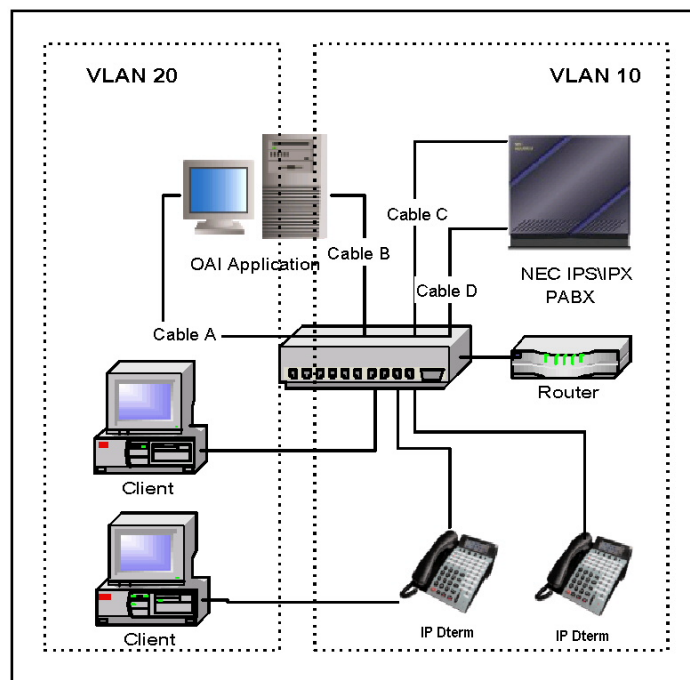 VLAN 20
VLAN 10
Cable C
OAI Application
Cable B
NEC IPS\IPX
PABX
Cable D
Cable A
Router
Client
Client
IP Dterm
IP Dterm